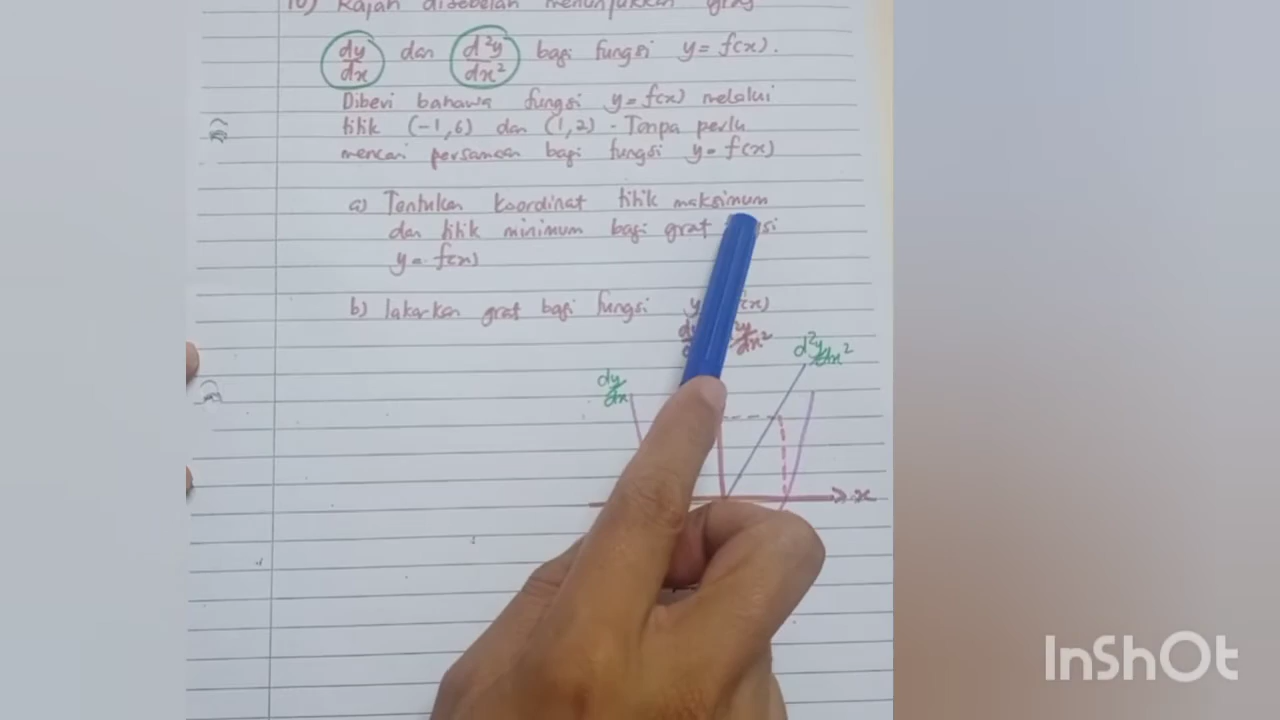 10) Rajah disebelah menunjukkan graf
dy/dx dan d²y/dx² bagi fungsi y = f(x).
Diberi bahawa fungsi y = f(x) melalui
titik (-1,6) dan (1,2). Tanpa perlu
mencari persamaan bagi fungsi y = f(x)
a) Tentukan koordinat titik maksimum
dan titik minimum bagi graf
y = f(x)
b) lakarkan graf bagi fungsi y
d²y/dx²
dy/dx
x
InShOt